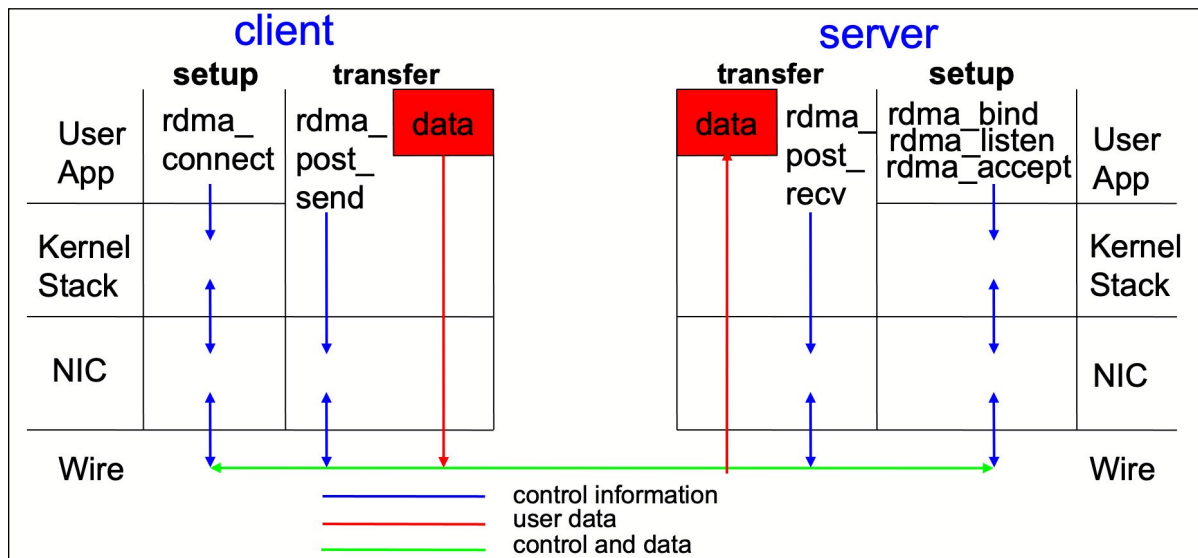 client
server
setup
transfer
transfer
setup
User
App
rdma_
connect
rdma_
post_
send
data
data
rdma_
post_
recv
rdma_bind
rdma_listen
rdma_accept
User
App
Kernel
Stack
Kernel
Stack
NIC
NIC
Wire
Wire
control information
user data
control and data